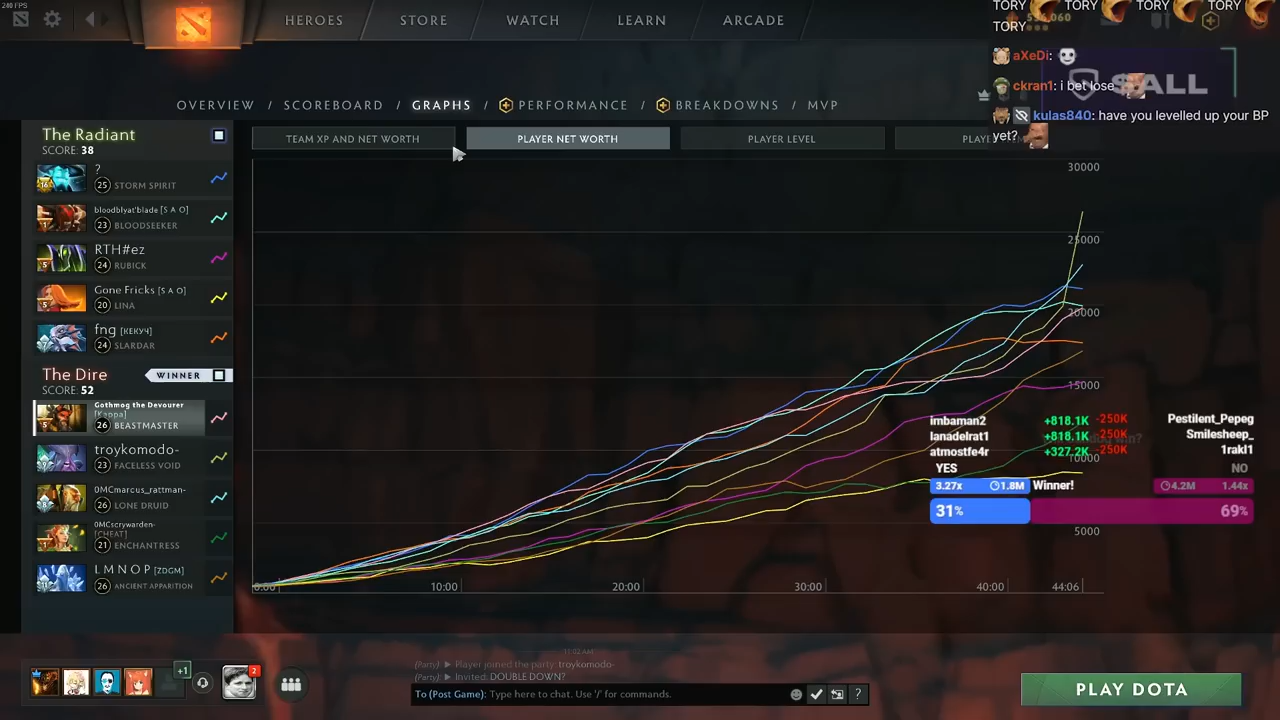 240 FPS
HEROES
STORE
WATCH
LEARN
ARCADE
TORY TORY TORY TORY
TORY
aXeDi:
ckran1: i bet lose
kulas840: have you levelled up your BP
yet?
OVERVIEW / SCOREBOARD / GRAPHS / PERFORMANCE / BREAKDOWNS / MVP
TEAM XP AND NET WORTH
PLAYER NET WORTH
PLAYER LEVEL
The Radiant
SCORE: 38
?
25 STORM SPIRIT
bloodblyat'blade [S A O]
23 BLOODSEEKER
RTH#ez
24 RUBICK
Gone Fricks [S A O]
20 LINA
fng [КЕКУЧ]
24 SLARDAR
The Dire
WINNER
SCORE: 52
Gothmog the Devourer
[Kappa]
26 BEASTMASTER
troykomodo-
23 FACELESS VOID
0MCmarcus_rattman-
26 LONE DRUID
0MCscrywarden-
[CHEAT]
21 ENCHANTRESS
L M N O P [ZDGM]
26 ANCIENT APPARITION
30000
25000
20000
15000
10000
5000
0:00
10:00
20:00
30:00
40:00
44:06
imbaman2 +818.1K -250K Pestilent_Pepeg
lanadelrat1 +818.1K -250K Smilesheep_
atmostfe4r +327.2K -250K 1rakl1
YES
NO
3.27x 1.8M Winner! 4.2M 1.44x
31% 69%
+1
2
11:02 AM
(Party) Player joined the party: troykomodo-
(Party) Invited: DOUBLE DOWN?
To (Post Game): Type here to chat. Use '/' for commands.
?
PLAY DOTA